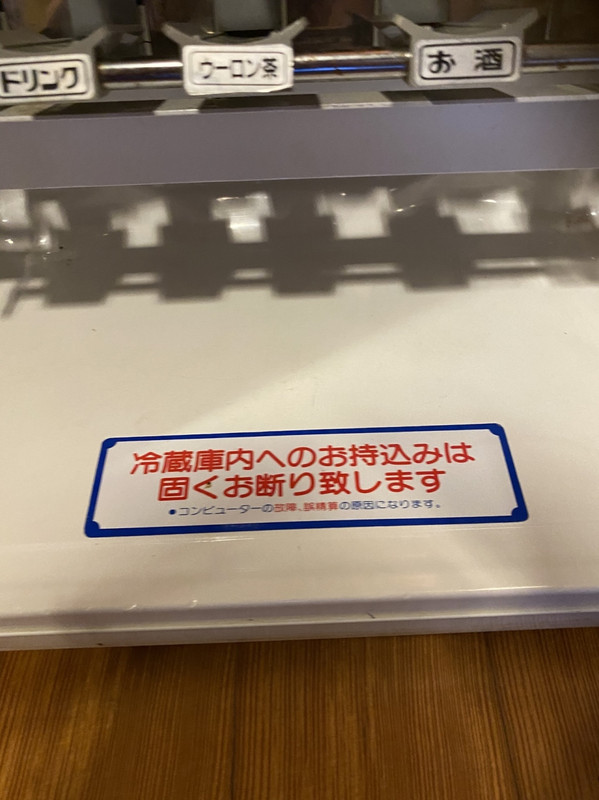 ドリンク
ウーロン茶
お酒
冷蔵庫内へのお持込みは
固くお断り致します
●コンピューターの故障、誤精算の原因になります。